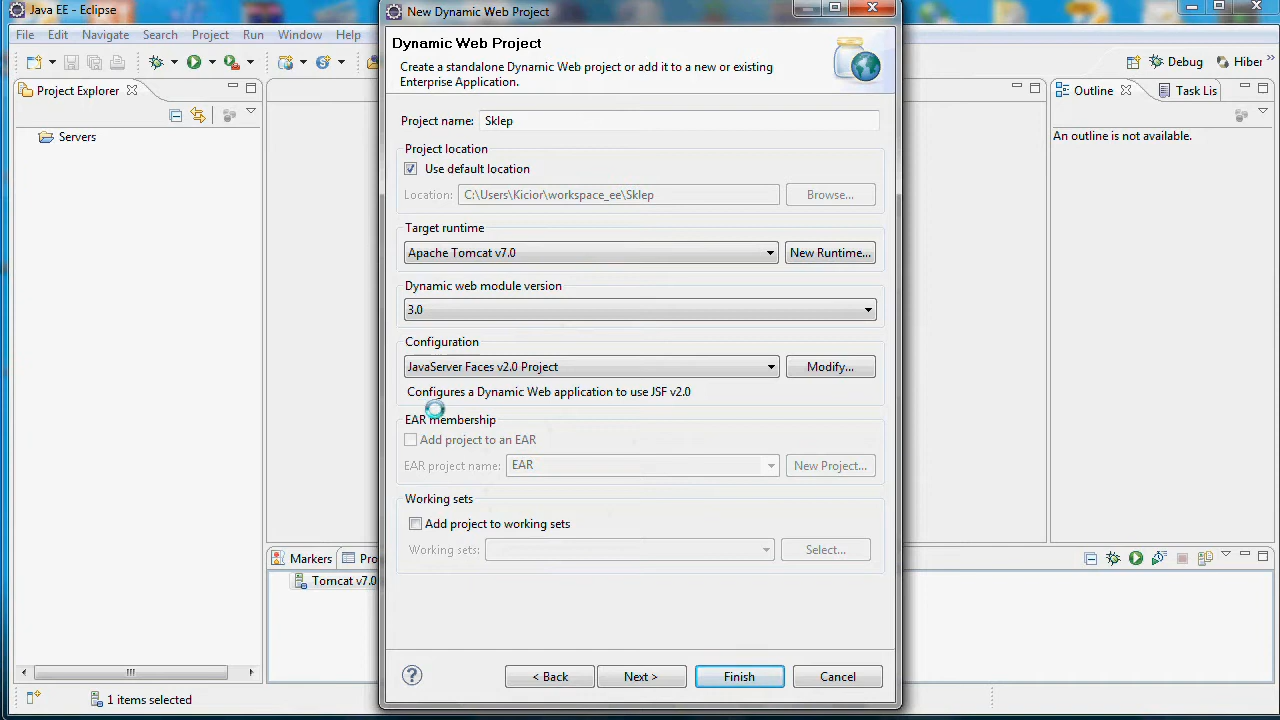 Java EE - Eclipse
File Edit Navigate Search Project Run Window Help
Debug Hiber »
Project Explorer
Servers
New Dynamic Web Project
Dynamic Web Project
Create a standalone Dynamic Web project or add it to a new or existing
Enterprise Application.
Project name: Sklep
Project location
Use default location
Location: C:\Users\Kicior\workspace_ee\Sklep Browse...
Target runtime
Apache Tomcat v7.0 New Runtime...
Dynamic web module version
3.0
Configuration
JavaServer Faces v2.0 Project Modify...
Configures a Dynamic Web application to use JSF v2.0
EAR membership
Add project to an EAR
EAR project name: EAR New Project...
Working sets
Add project to working sets
Working sets: Select...
< Back Next > Finish Cancel
Outline Task Lis
An outline is not available.
Markers Pro
Tomcat v7.0
1 items selected